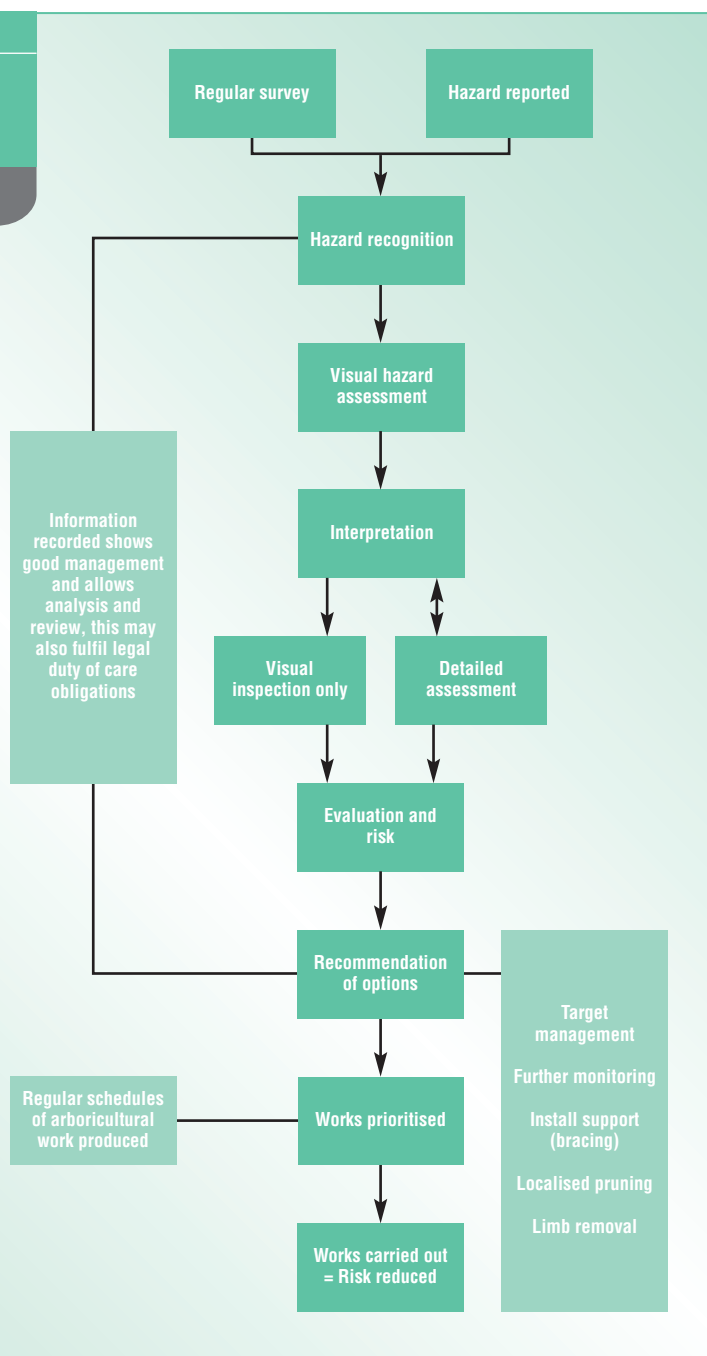 Regular survey
Hazard reported
Hazard recognition
Visual hazard
assessment
Information
recorded shows
good management
and allows
analysis and
review, this may
also fulfil legal
duty of care
obligations
Interpretation
Visual
inspection only
Detailed
assessment
Evaluation and
risk
Recommendation
of options
Target
management
Further monitoring
Install support
(bracing)
Localised pruning
Limb removal
Regular schedules
of arboricultural
work produced
Works prioritised
Works carried out
= Risk reduced